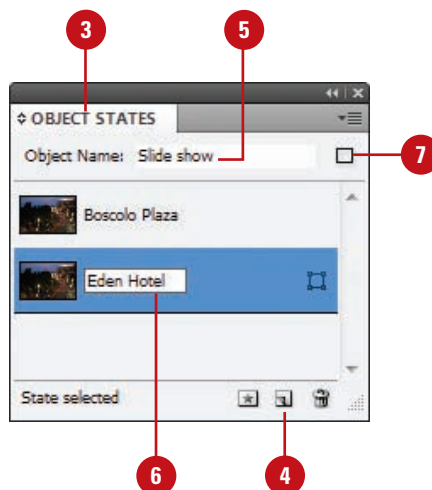 3
5
OBJECT STATES
Object Name: Slide show
7
Boscolo Plaza
Eden Hotel
State selected
6
4